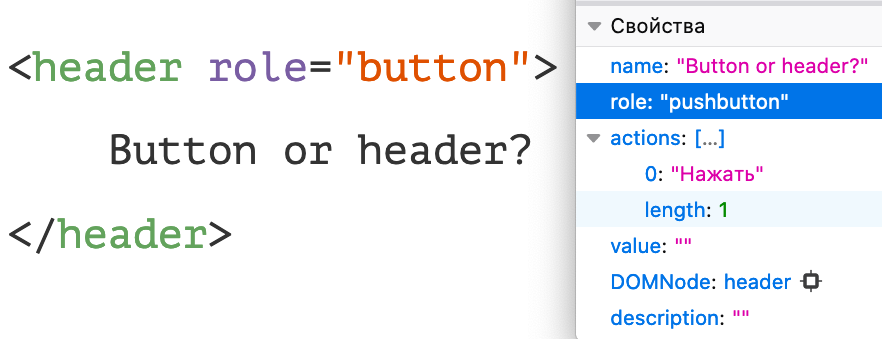 <header role="button">
Button or header?
</header>
Свойства
name: "Button or header?"
role: "pushbutton"
actions: […]
0: "Нажать"
length: 1
value: ""
DOMNode: header
description: ""